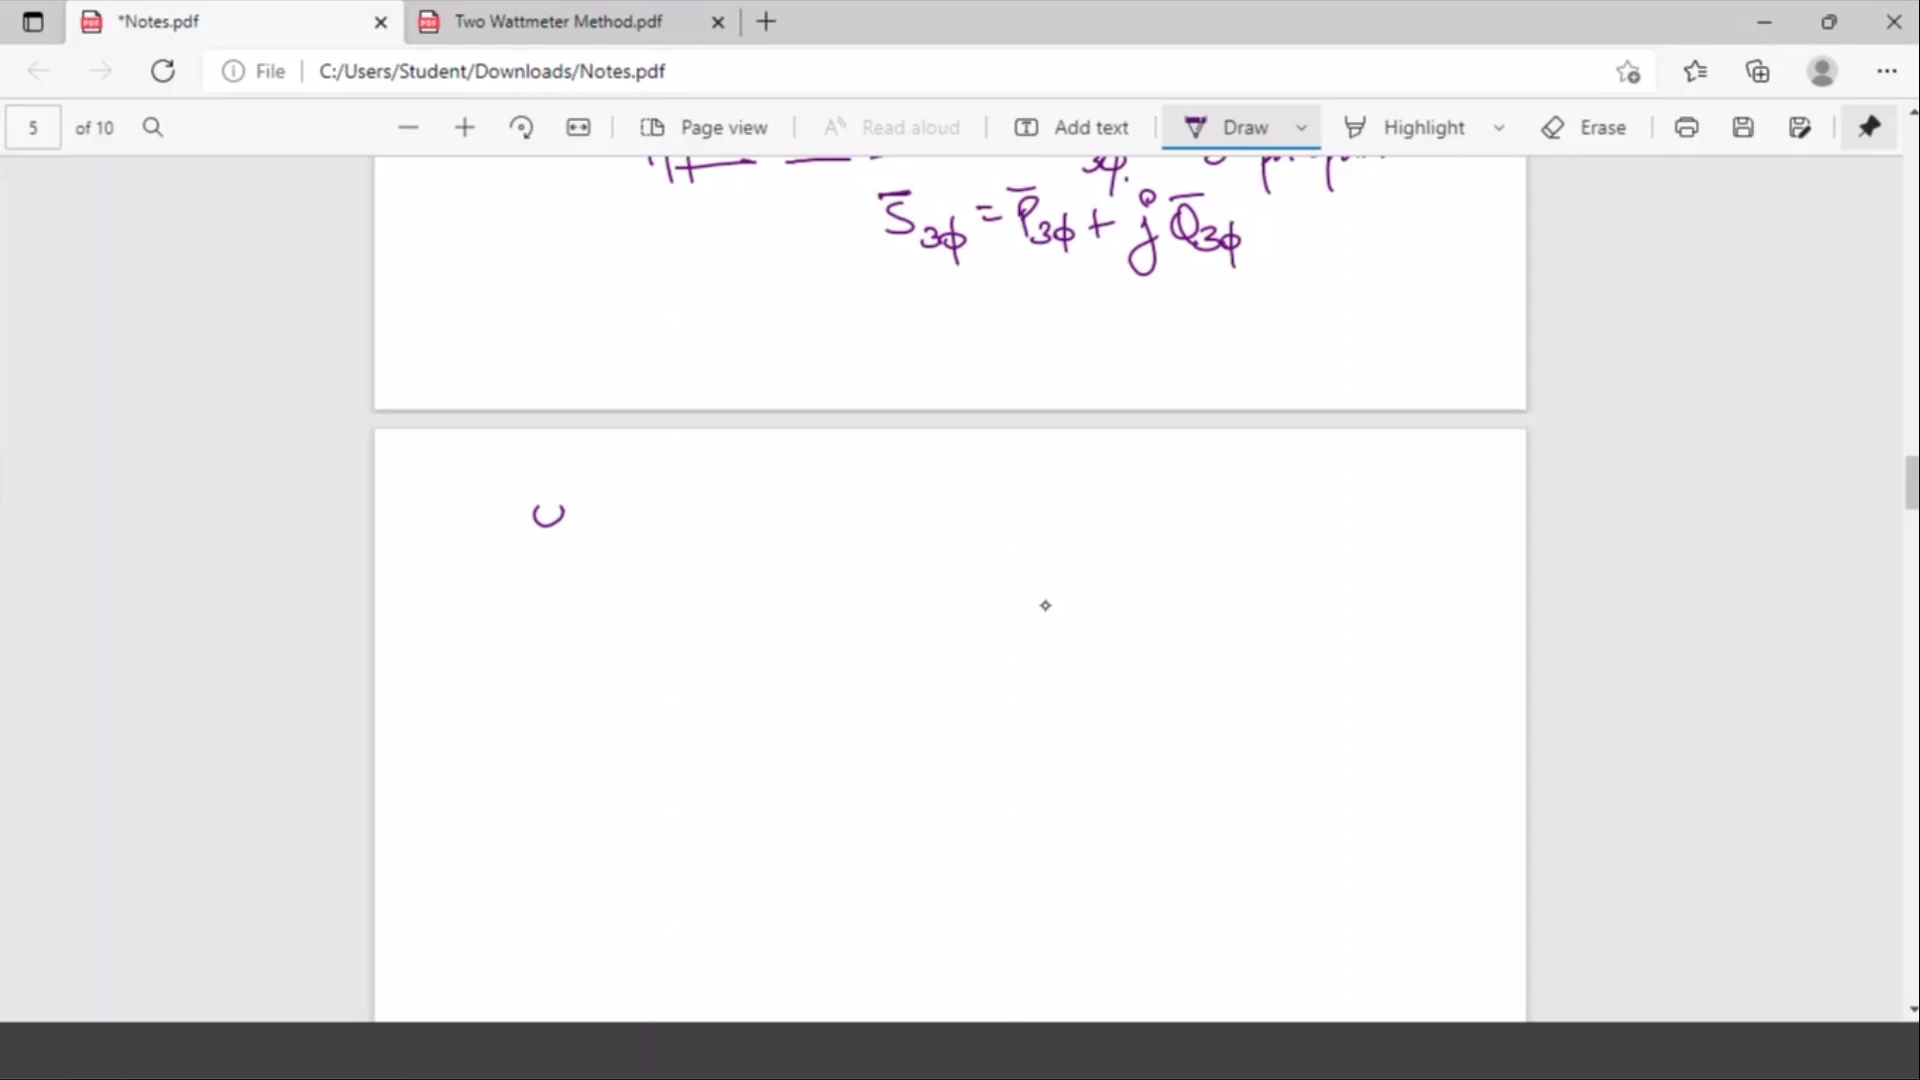 *Notes.pdf
Two Wattmeter Method.pdf
File
C:/Users/Student/Downloads/Notes.pdf
5 of 10
Page view
Read aloud
Add text
Draw
Highlight
Erase
S̅3ϕ = P̅3ϕ + j Q̅3ϕ